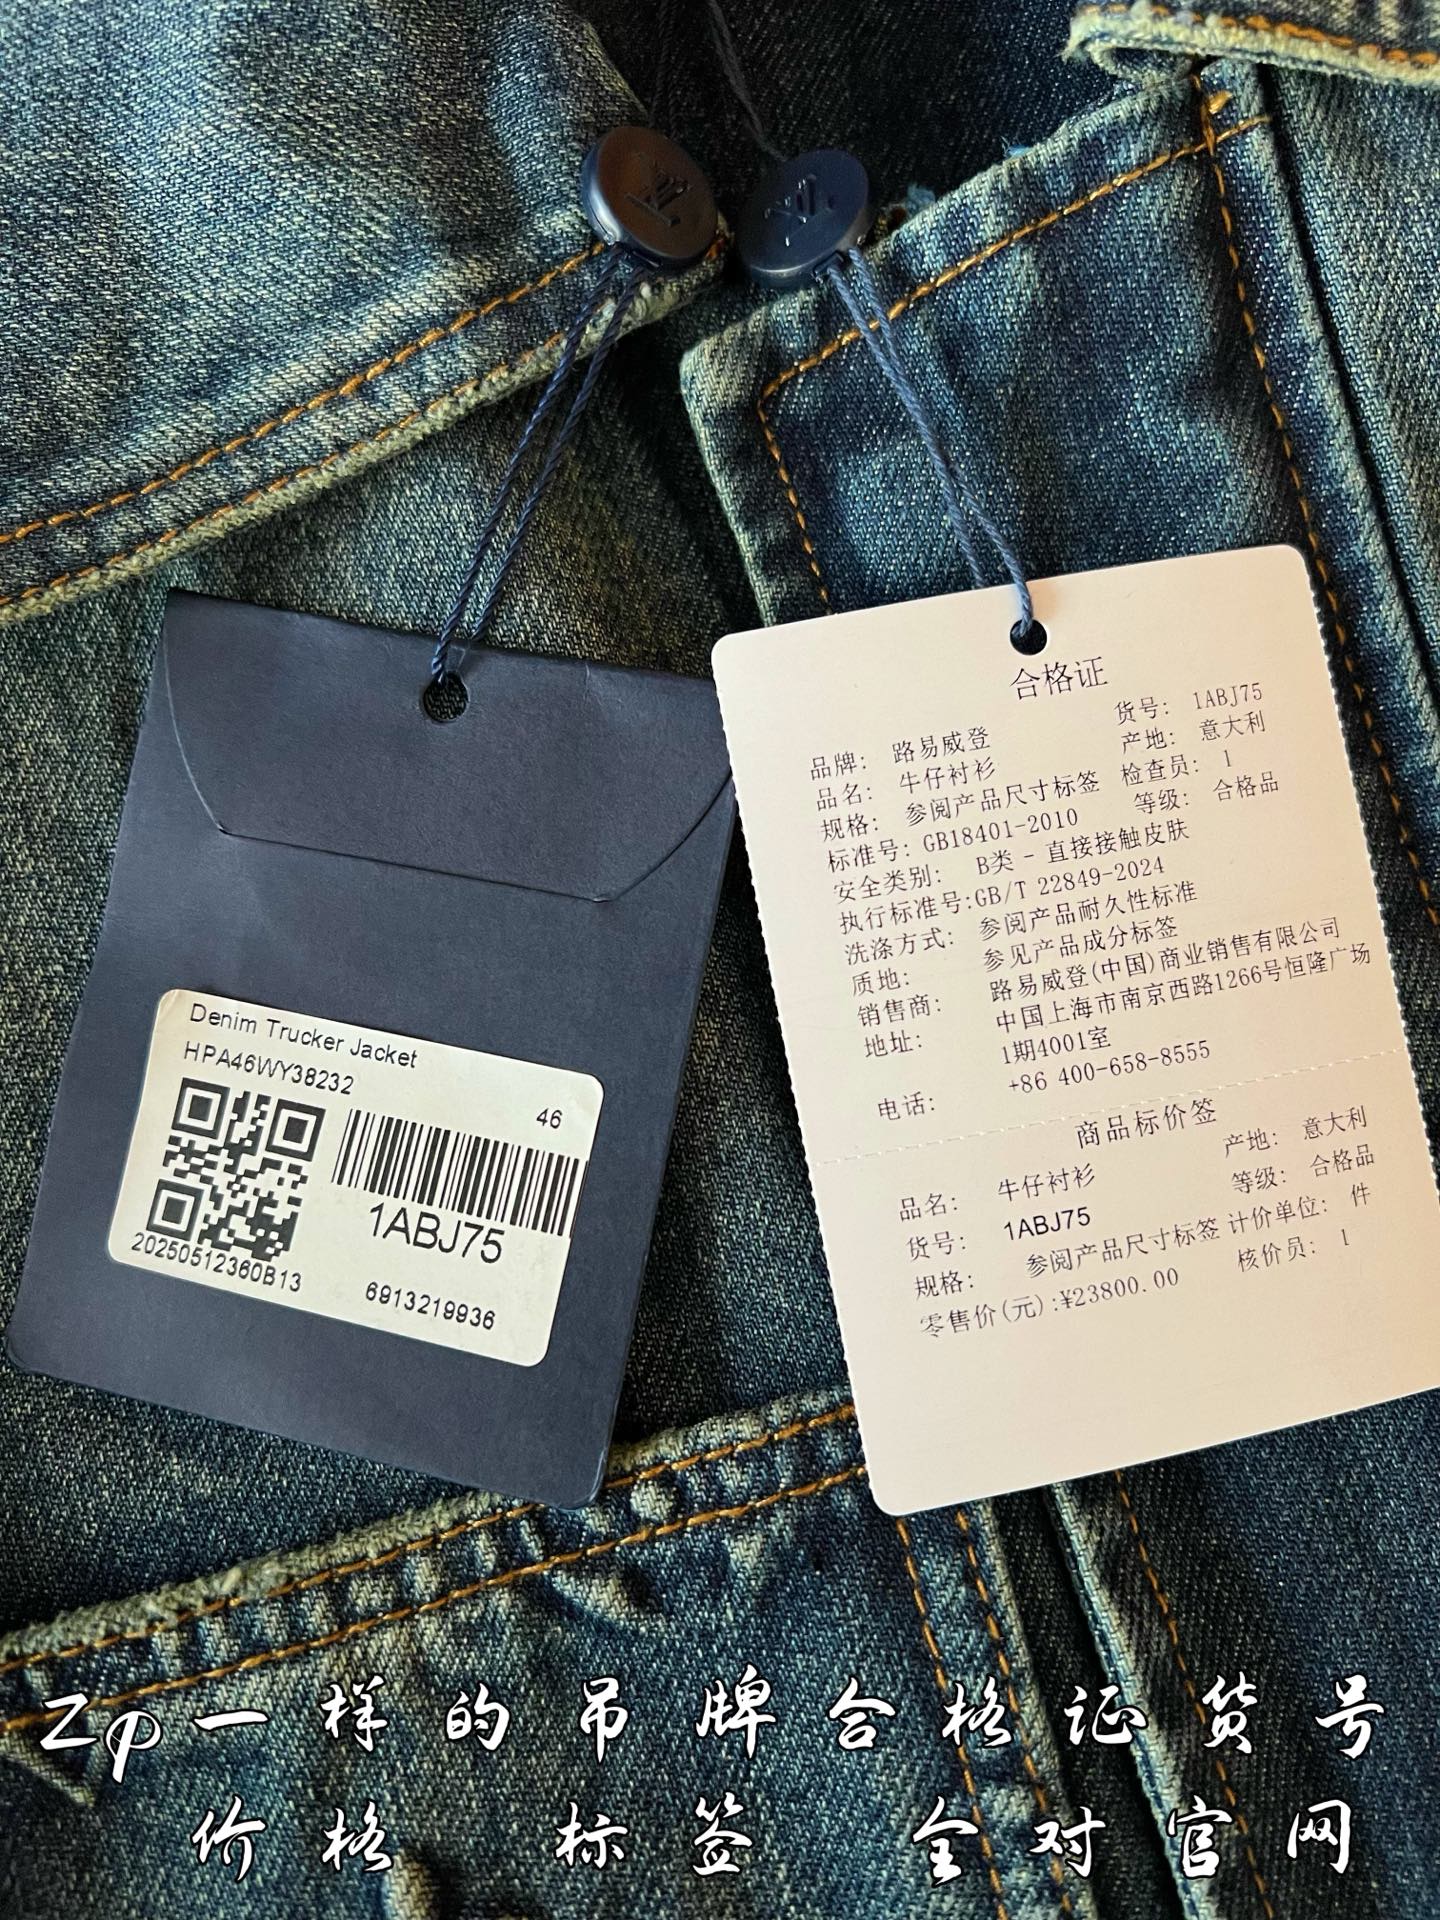 Denim Trucker Jacket
HPA46WY38232
46
1ABJ75
20250512360B13
6913219936
合格证
品牌: 路易威登 货号: 1ABJ75
品名: 牛仔衬衫 产地: 意大利
规格: 参阅产品尺寸标签 检查员: 1
标准号: GB18401-2010 等级: 合格品
安全类别: B类 - 直接接触皮肤
执行标准号:GB/T 22849-2024
洗涤方式: 参阅产品耐久性标准
质地: 参见产品成分标签
销售商: 路易威登(中国)商业销售有限公司
地址: 中国上海市南京西路1266号恒隆广场
1期4001室
电话: +86 400-658-8555
商品标价签
品名: 牛仔衬衫 产地: 意大利
货号: 1ABJ75 等级: 合格品
规格: 参阅产品尺寸标签 计价单位: 件
零售价(元):¥23800.00 核价员: 1
Zp一样的吊牌合格证货号
价格 标签 全对官网